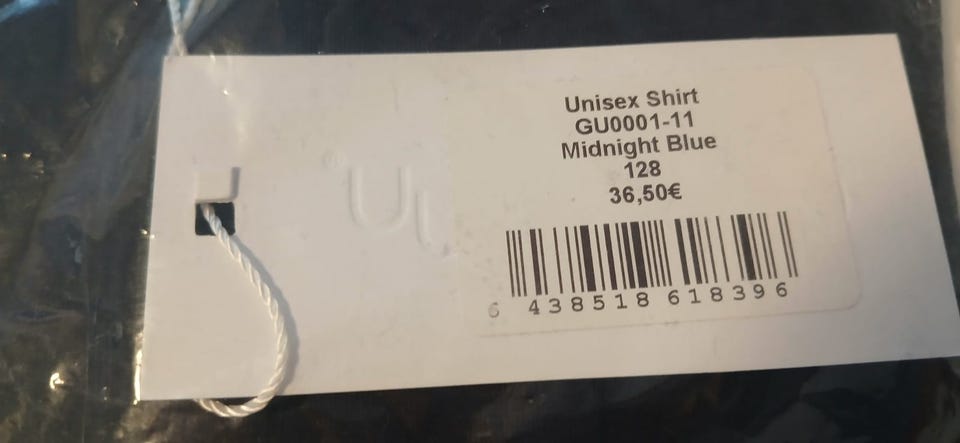 Unisex Shirt
GU0001-11
Midnight Blue
128
36,50€
6 438518 618396